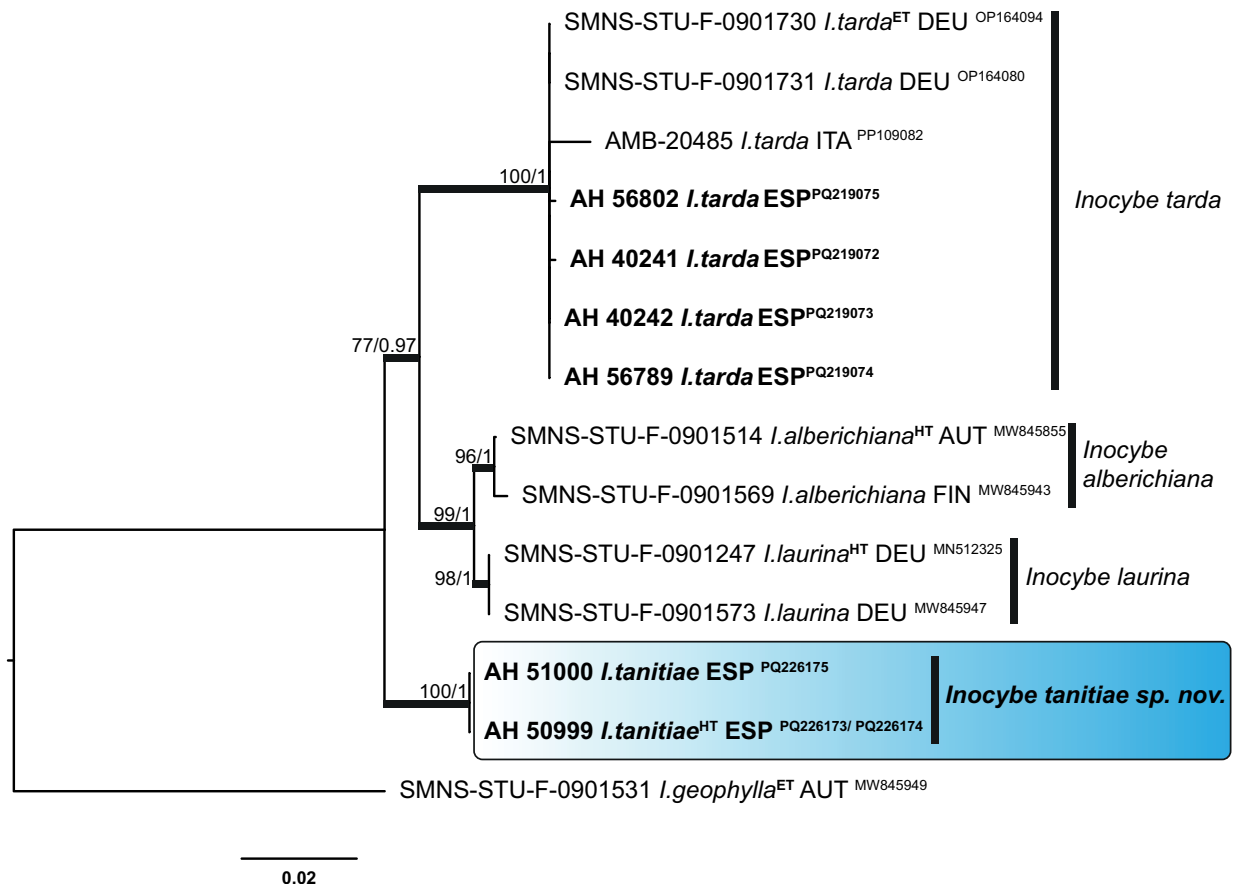 SMNS-STU-F-0901730 I.tarda ET DEU OP164094
SMNS-STU-F-0901731 I.tarda DEU OP164080
AMB-20485 I.tarda ITA PP109082
100/1
AH 56802 I.tarda ESP PQ219075
Inocybe tarda
AH 40241 I.tarda ESP PQ219072
AH 40242 I.tarda ESP PQ219073
77/0.97
AH 56789 I.tarda ESP PQ219074
SMNS-STU-F-0901514 I.alberichiana HT AUT MW845855
Inocybe
alberichiana
96/1
SMNS-STU-F-0901569 I.alberichiana FIN MW845943
99/1
SMNS-STU-F-0901247 I.laurina HT DEU MN512325
Inocybe laurina
98/1
SMNS-STU-F-0901573 I.laurina DEU MW845947
AH 51000 I.tanitiae ESP PQ226175
100/1
Inocybe tanitiae sp. nov.
AH 50999 I.tanitiae HT ESP PQ226173/ PQ226174
SMNS-STU-F-0901531 I.geophylla ET AUT MW845949
0.02